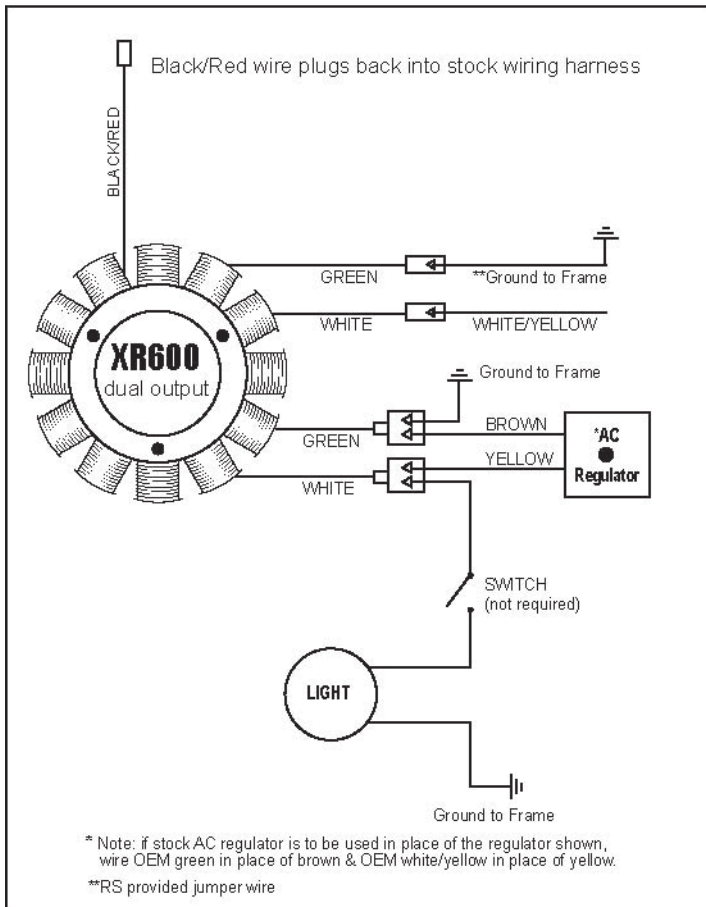 Black/Red wire plugs back into stock wiring harness
BLACK/RED
GREEN
**Ground to Frame
WHITE
WHITE/YELLOW
XR600
dual output
Ground to Frame
GREEN
BROWN
*AC
Regulator
YELLOW
WHITE
SWITCH
(not required)
LIGHT
Ground to Frame
* Note: if stock AC regulator is to be used in place of the regulator shown,
wire OEM green in place of brown & OEM white/yellow in place of yellow.
**RS provided jumper wire